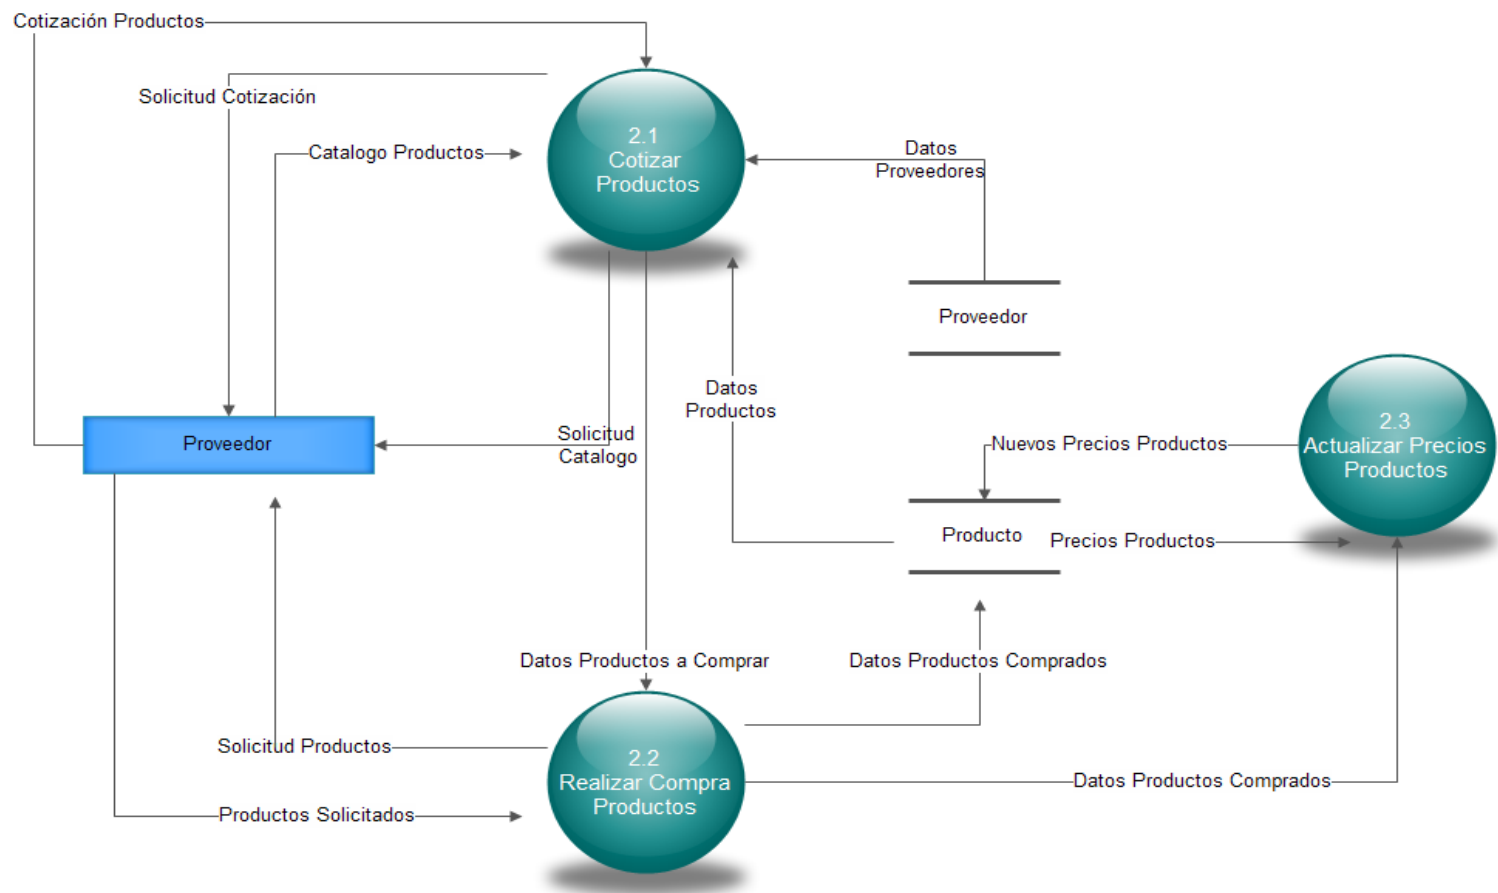 Cotización Productos
Solicitud Cotización
2.1
Cotizar
Productos
Catalogo Productos
Datos
Proveedores
Proveedor
Datos
Productos
Proveedor
Solicitud
Catalogo
2.3
Actualizar Precios
Productos
Nuevos Precios Productos
Producto
Precios Productos
Datos Productos a Comprar
Datos Productos Comprados
Solicitud Productos
2.2
Realizar Compra
Productos
Datos Productos Comprados
Productos Solicitados